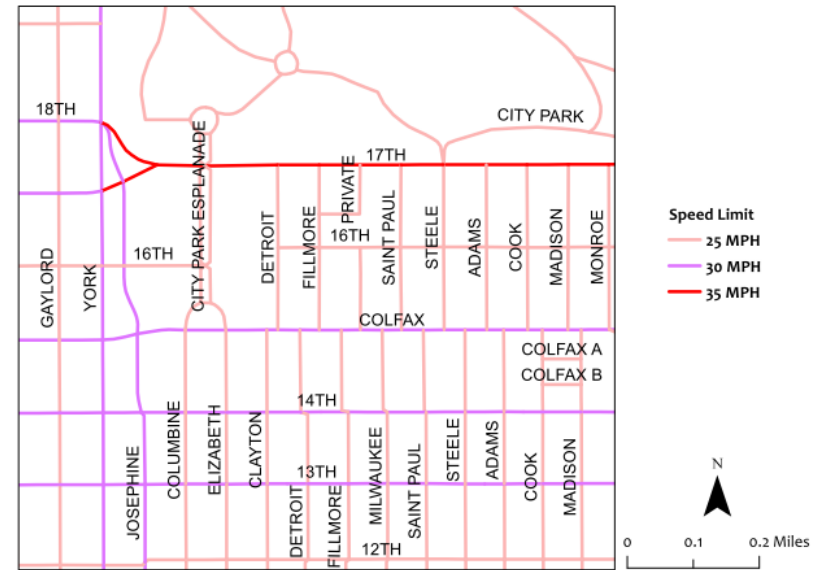 18TH
CITY PARK
17TH
CITY PARK ESPLANADE
PRIVATE
DETROIT
FILLMORE
16TH
SAINT PAUL
STEELE
ADAMS
COOK
MADISON
MONROE
16TH
GAYLORD
YORK
COLFAX
COLFAX A
COLFAX B
14TH
COLUMBINE
ELIZABETH
CLAYTON
JOSEPHINE
13TH
DETROIT
FILLMORE
MILWAUKEE
SAINT PAUL
STEELE
ADAMS
COOK
MADISON
12TH
Speed Limit
25 MPH
30 MPH
35 MPH
N
0 0.1 0.2 Miles